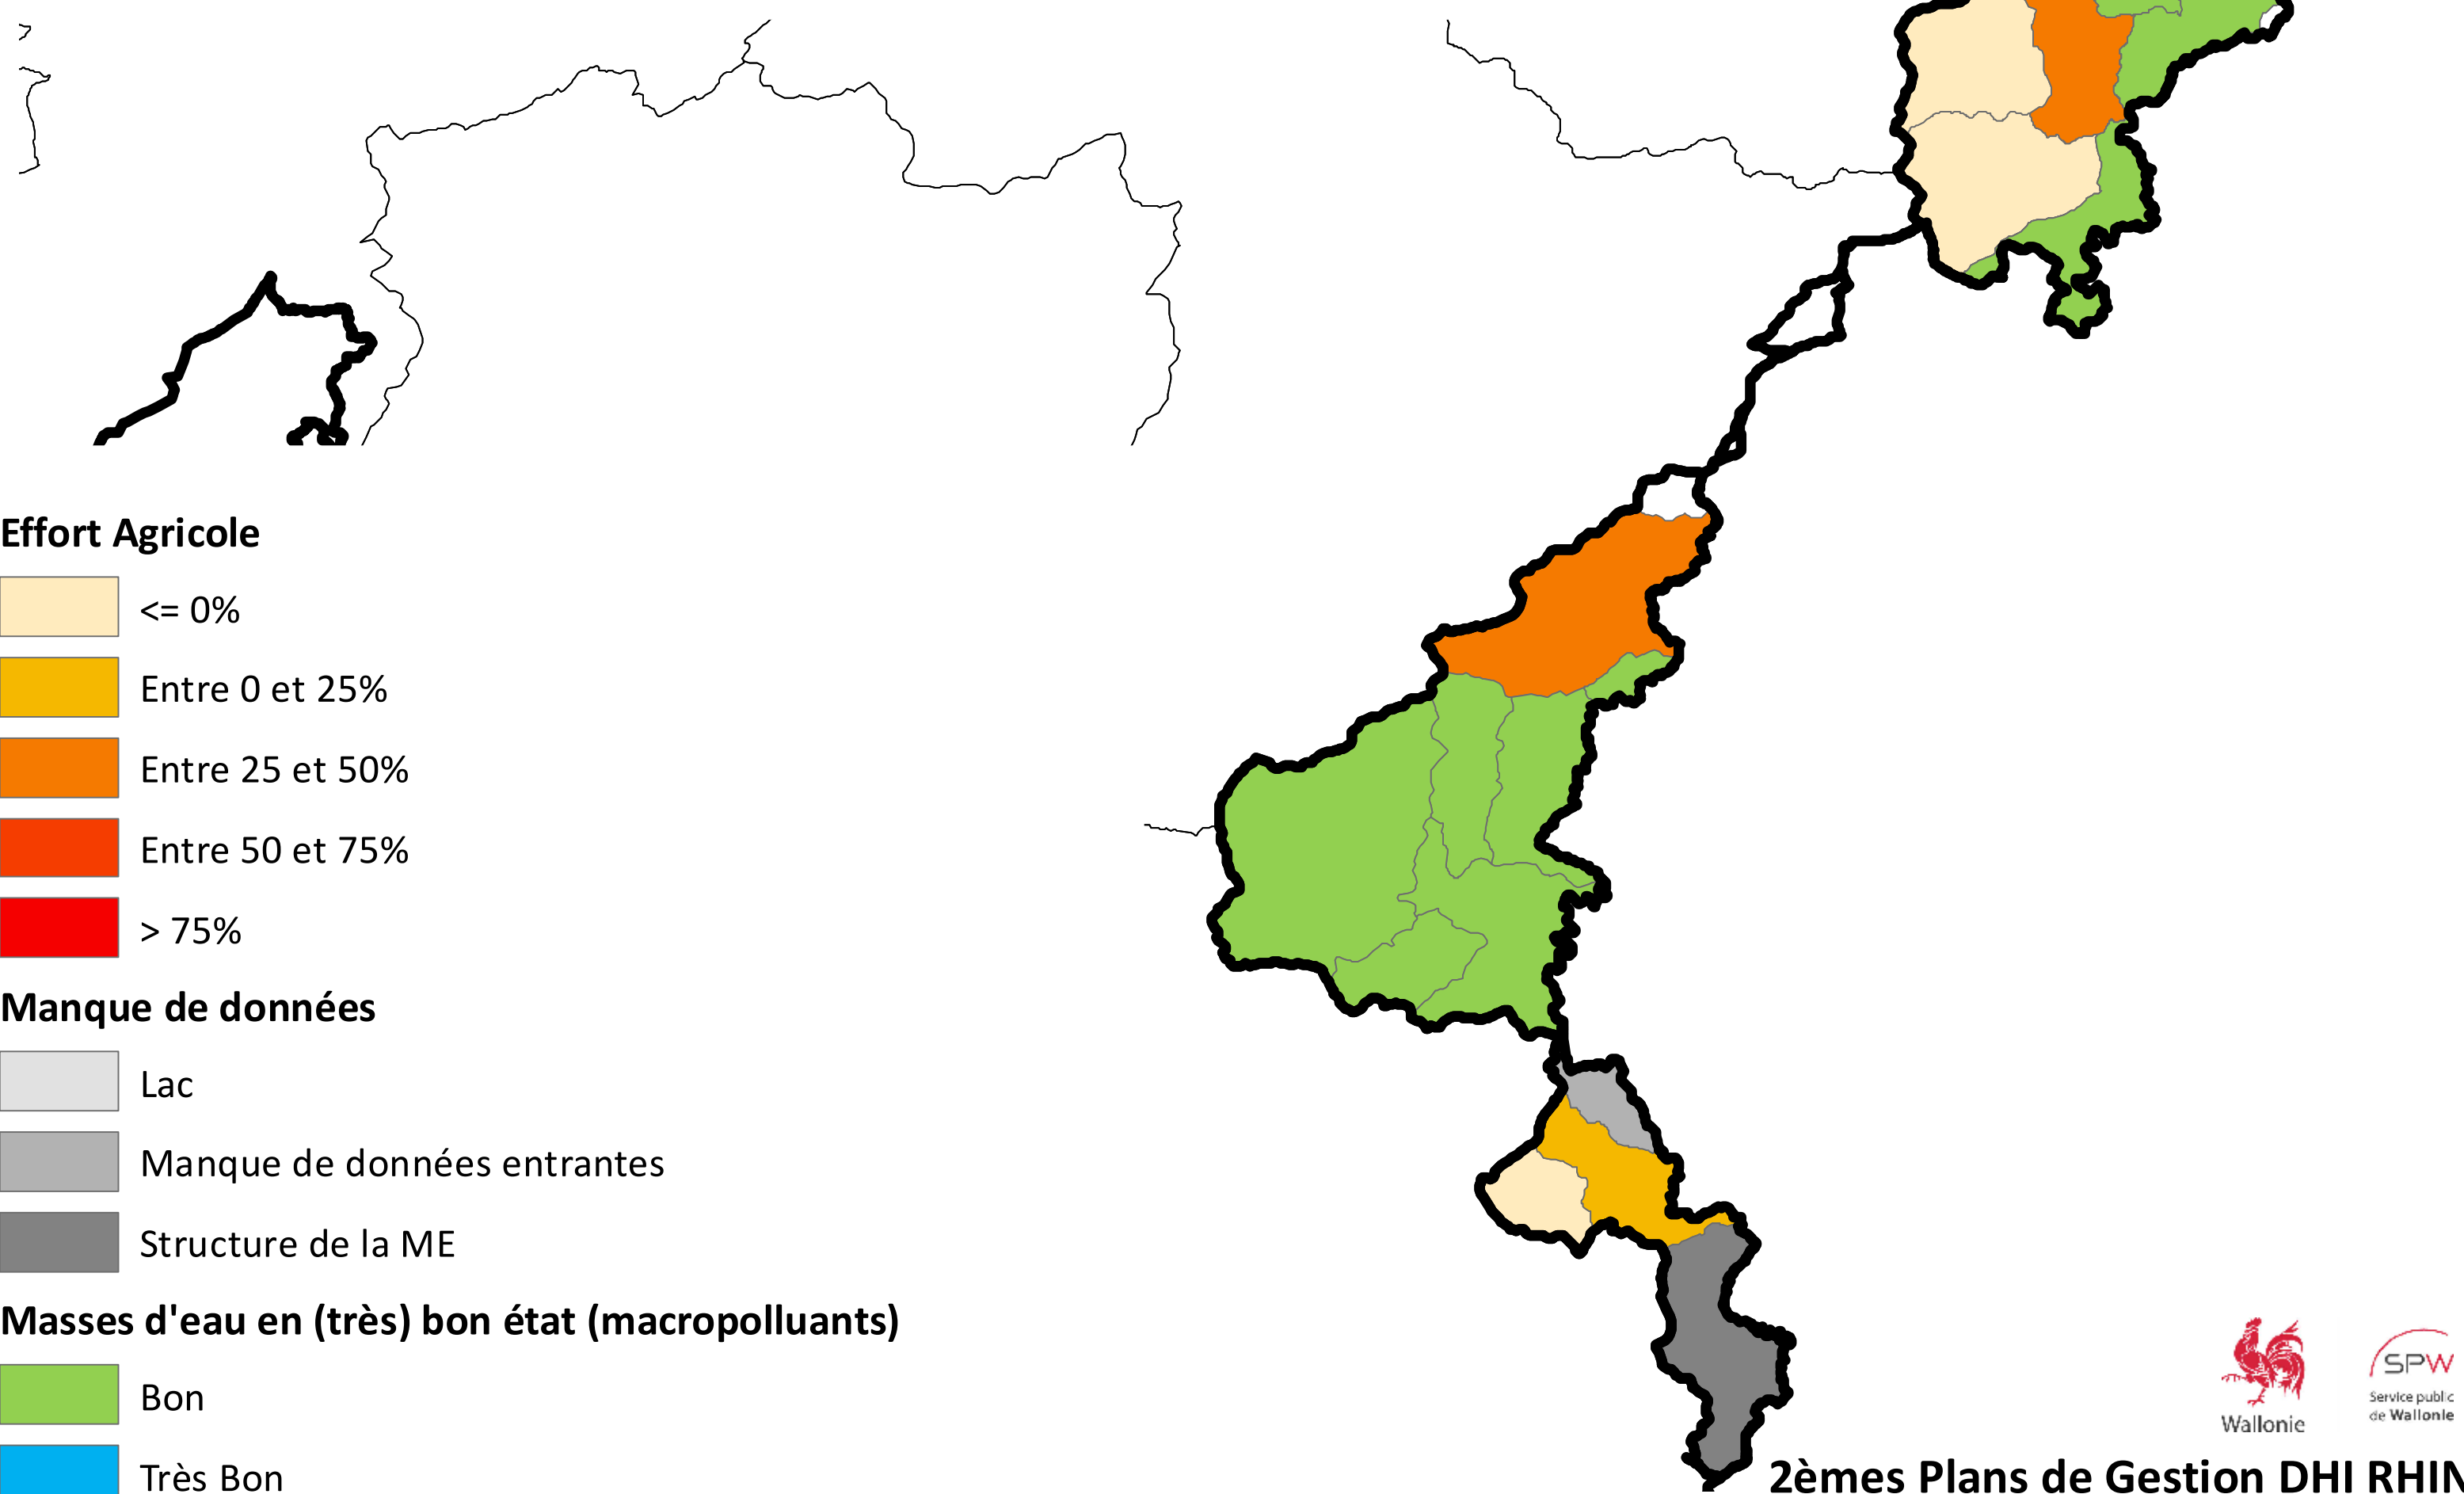 Effort Agricole
<= 0%
Entre 0 et 25%
Entre 25 et 50%
Entre 50 et 75%
> 75%
Manque de données
Lac
Manque de données entrantes
Structure de la ME
Masses d'eau en (très) bon état (macropolluants)
Bon
Très Bon
Wallonie
SPW
Service public
de Wallonie
2èmes Plans de Gestion DHI RHIN